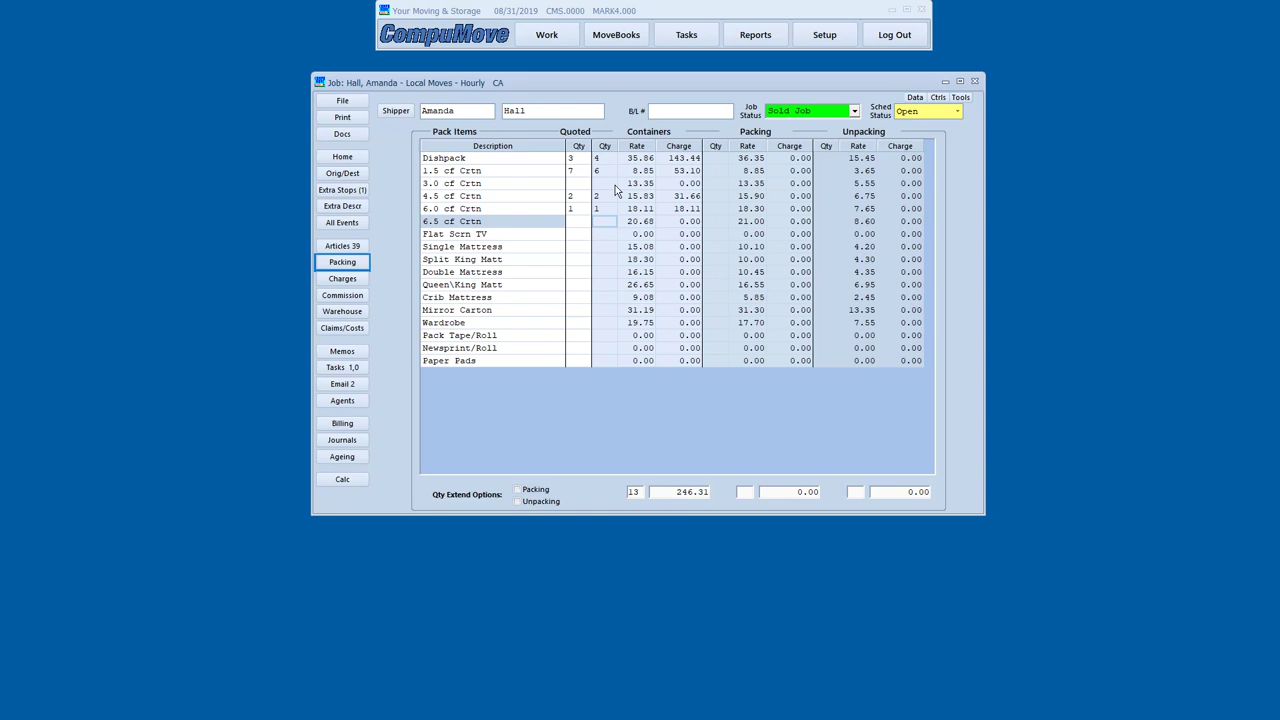 Your Moving & Storage 08/31/2019 CMS.0000 MARK4.000
CompuMove Work MoveBooks Tasks Reports Setup Log Out
Job: Hall, Amanda - Local Moves - Hourly CA
File
Print
Docs
Home
Orig/Dest
Extra Stops (1)
Extra Descr
All Events
Articles 39
Packing
Charges
Commission
Warehouse
Claims/Costs
Memos
Tasks 1,0
Email 2
Agents
Billing
Journals
Ageing
Calc
Data Ctrls Tools
Shipper Amanda Hall B/L # Job Status Sold Job Sched Status Open
Pack Items Quoted Containers Packing Unpacking
Description Qty Qty Rate Charge Qty Rate Charge Qty Rate Charge
Dishpack 3 4 35.86 143.44 36.35 0.00 15.45 0.00
1.5 cf Crtn 7 6 8.85 53.10 8.85 0.00 3.65 0.00
3.0 cf Crtn 13.35 0.00 13.35 0.00 5.55 0.00
4.5 cf Crtn 2 2 15.83 31.66 15.90 0.00 6.75 0.00
6.0 cf Crtn 1 1 18.11 18.11 18.30 0.00 7.65 0.00
6.5 cf Crtn 20.68 0.00 21.00 0.00 8.60 0.00
Flat Scrn TV 0.00 0.00 0.00 0.00 0.00 0.00
Single Mattress 15.08 0.00 10.10 0.00 4.20 0.00
Split King Matt 18.30 0.00 10.00 0.00 4.30 0.00
Double Mattress 16.15 0.00 10.45 0.00 4.35 0.00
Queen\King Matt 26.65 0.00 16.55 0.00 6.95 0.00
Crib Mattress 9.08 0.00 5.85 0.00 2.45 0.00
Mirror Carton 31.19 0.00 31.30 0.00 13.35 0.00
Wardrobe 19.75 0.00 17.70 0.00 7.55 0.00
Pack Tape/Roll 0.00 0.00 0.00 0.00 0.00 0.00
Newsprint/Roll 0.00 0.00 0.00 0.00 0.00 0.00
Paper Pads 0.00 0.00 0.00 0.00 0.00 0.00
Qty Extend Options: Packing 13 246.31 0.00 0.00
Unpacking